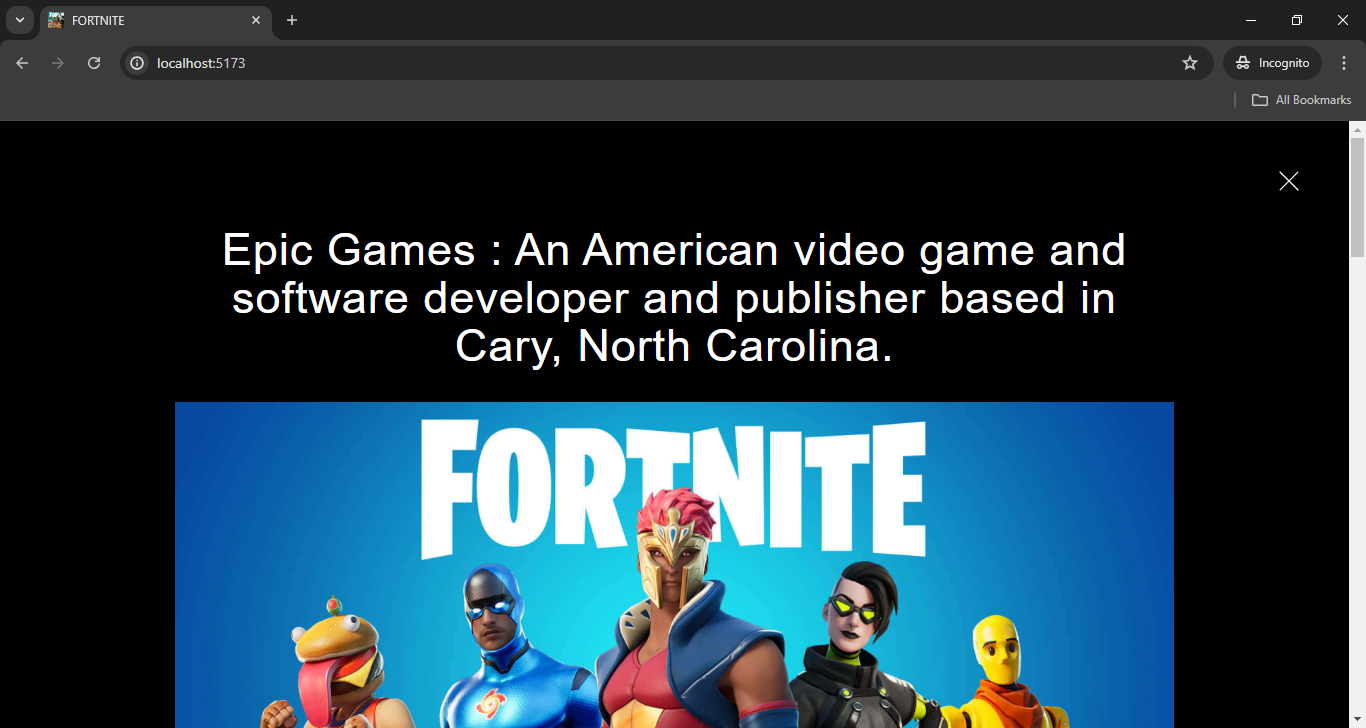 FORTNITE
localhost:5173
Incognito
All Bookmarks
Epic Games : An American video game and
software developer and publisher based in
Cary, North Carolina.
FORTNITE